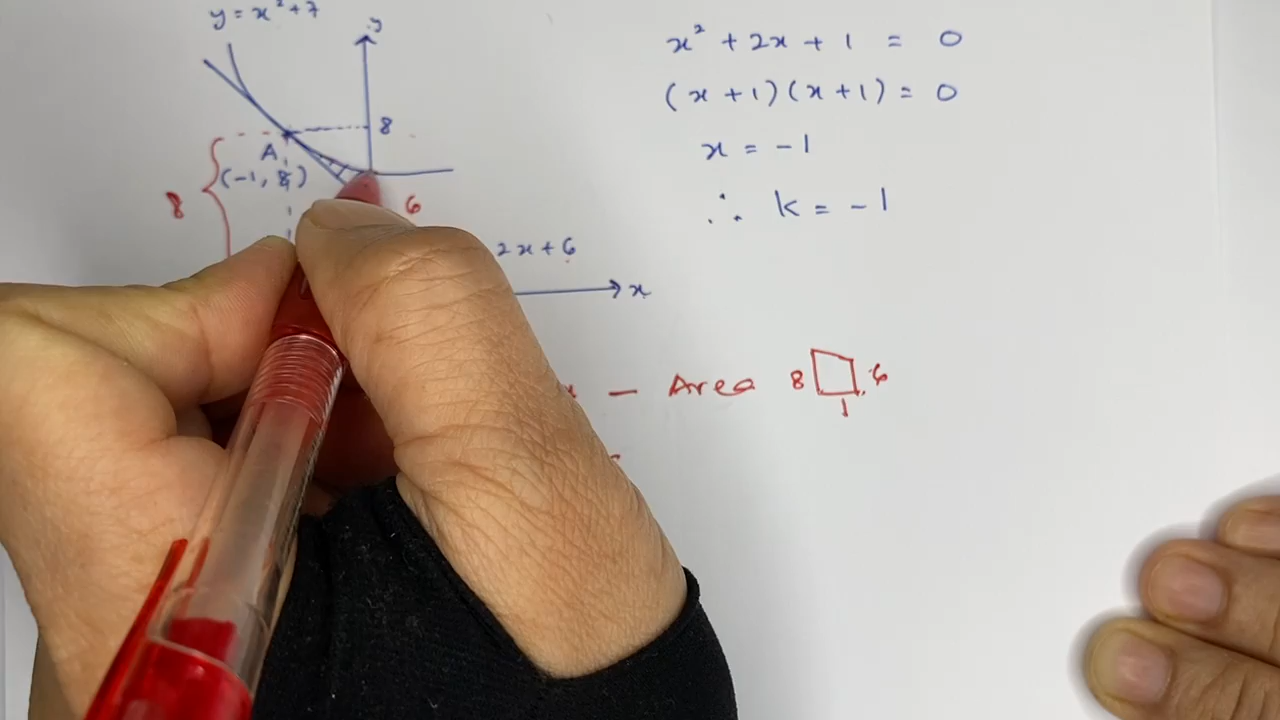 y = x² + 7
y
8
A
(-1, 8)
8
6
2x + 6
x
x² + 2x + 1 = 0
(x + 1)(x + 1) = 0
x = -1
∴ k = -1
- Area 8 6
1